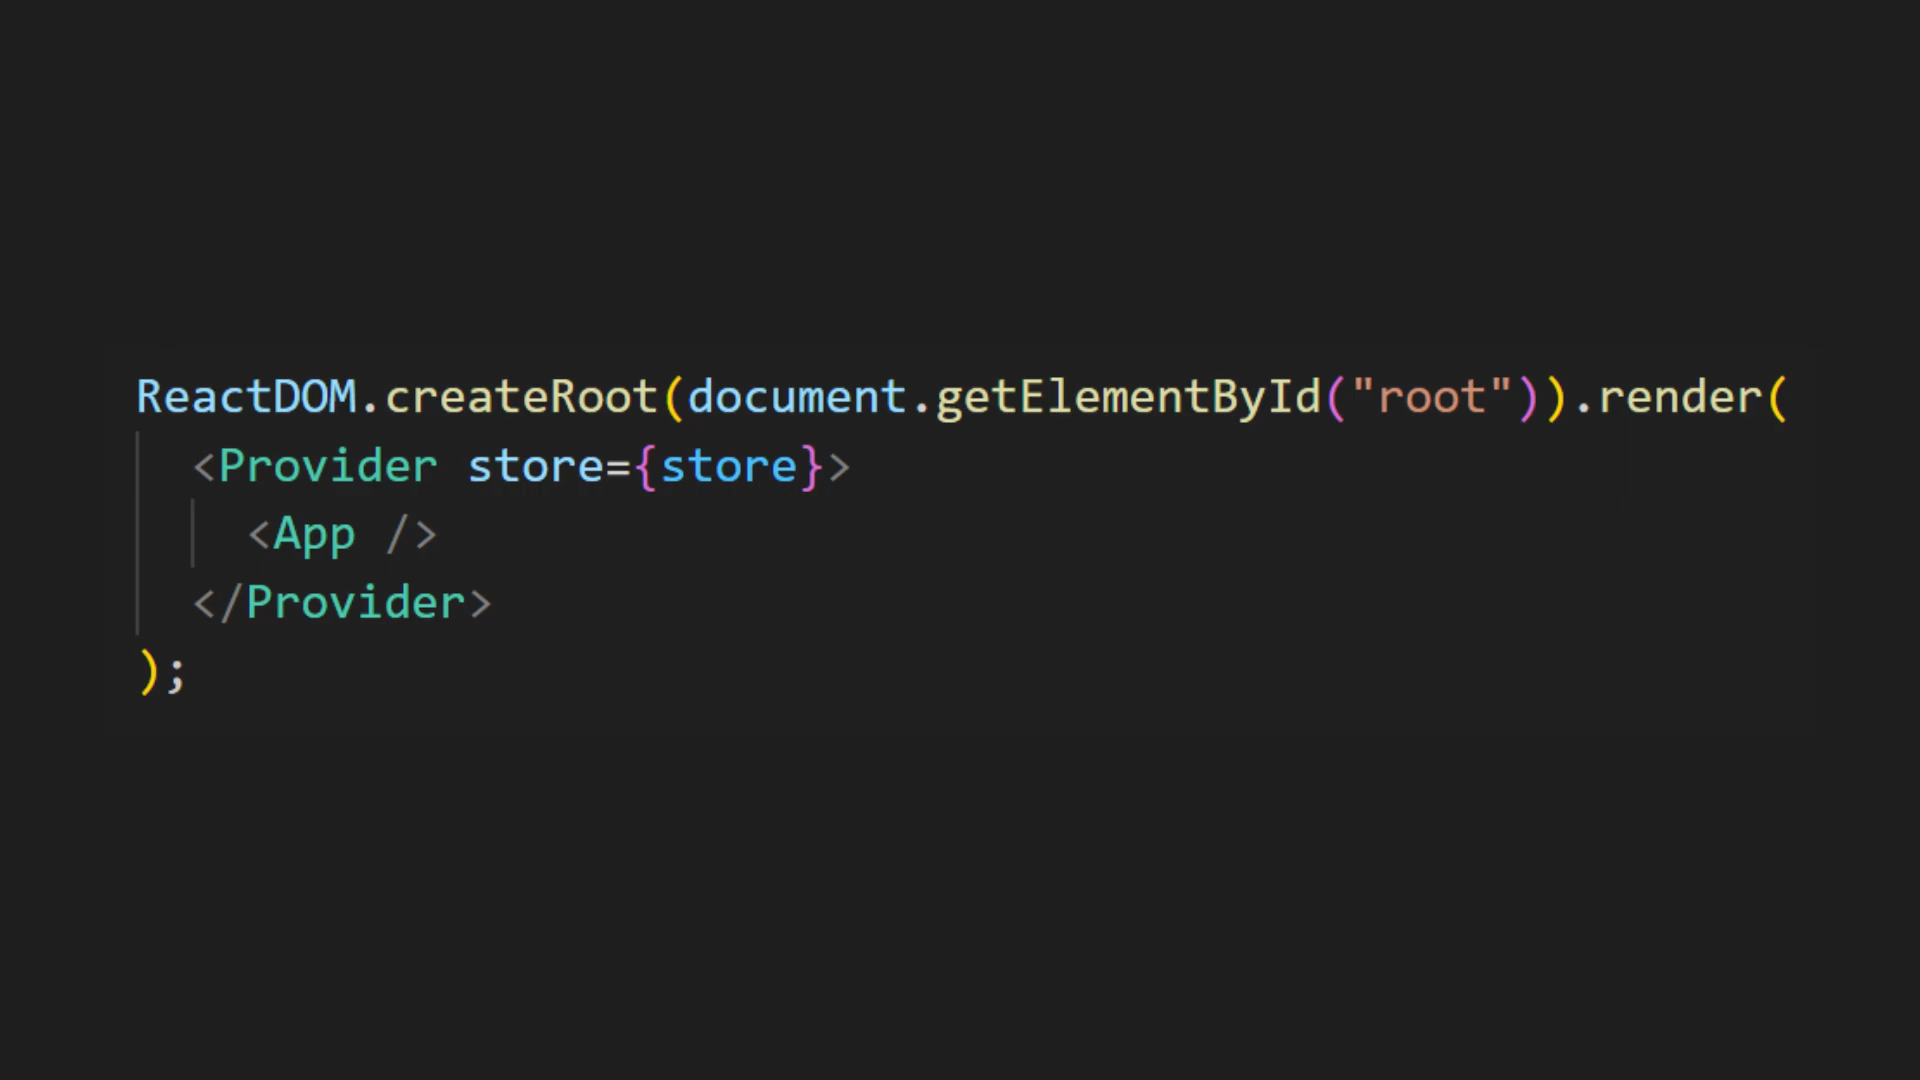 ReactDOM.createRoot(document.getElementById("root")).render(
<Provider store={store}>
<App />
</Provider>
);